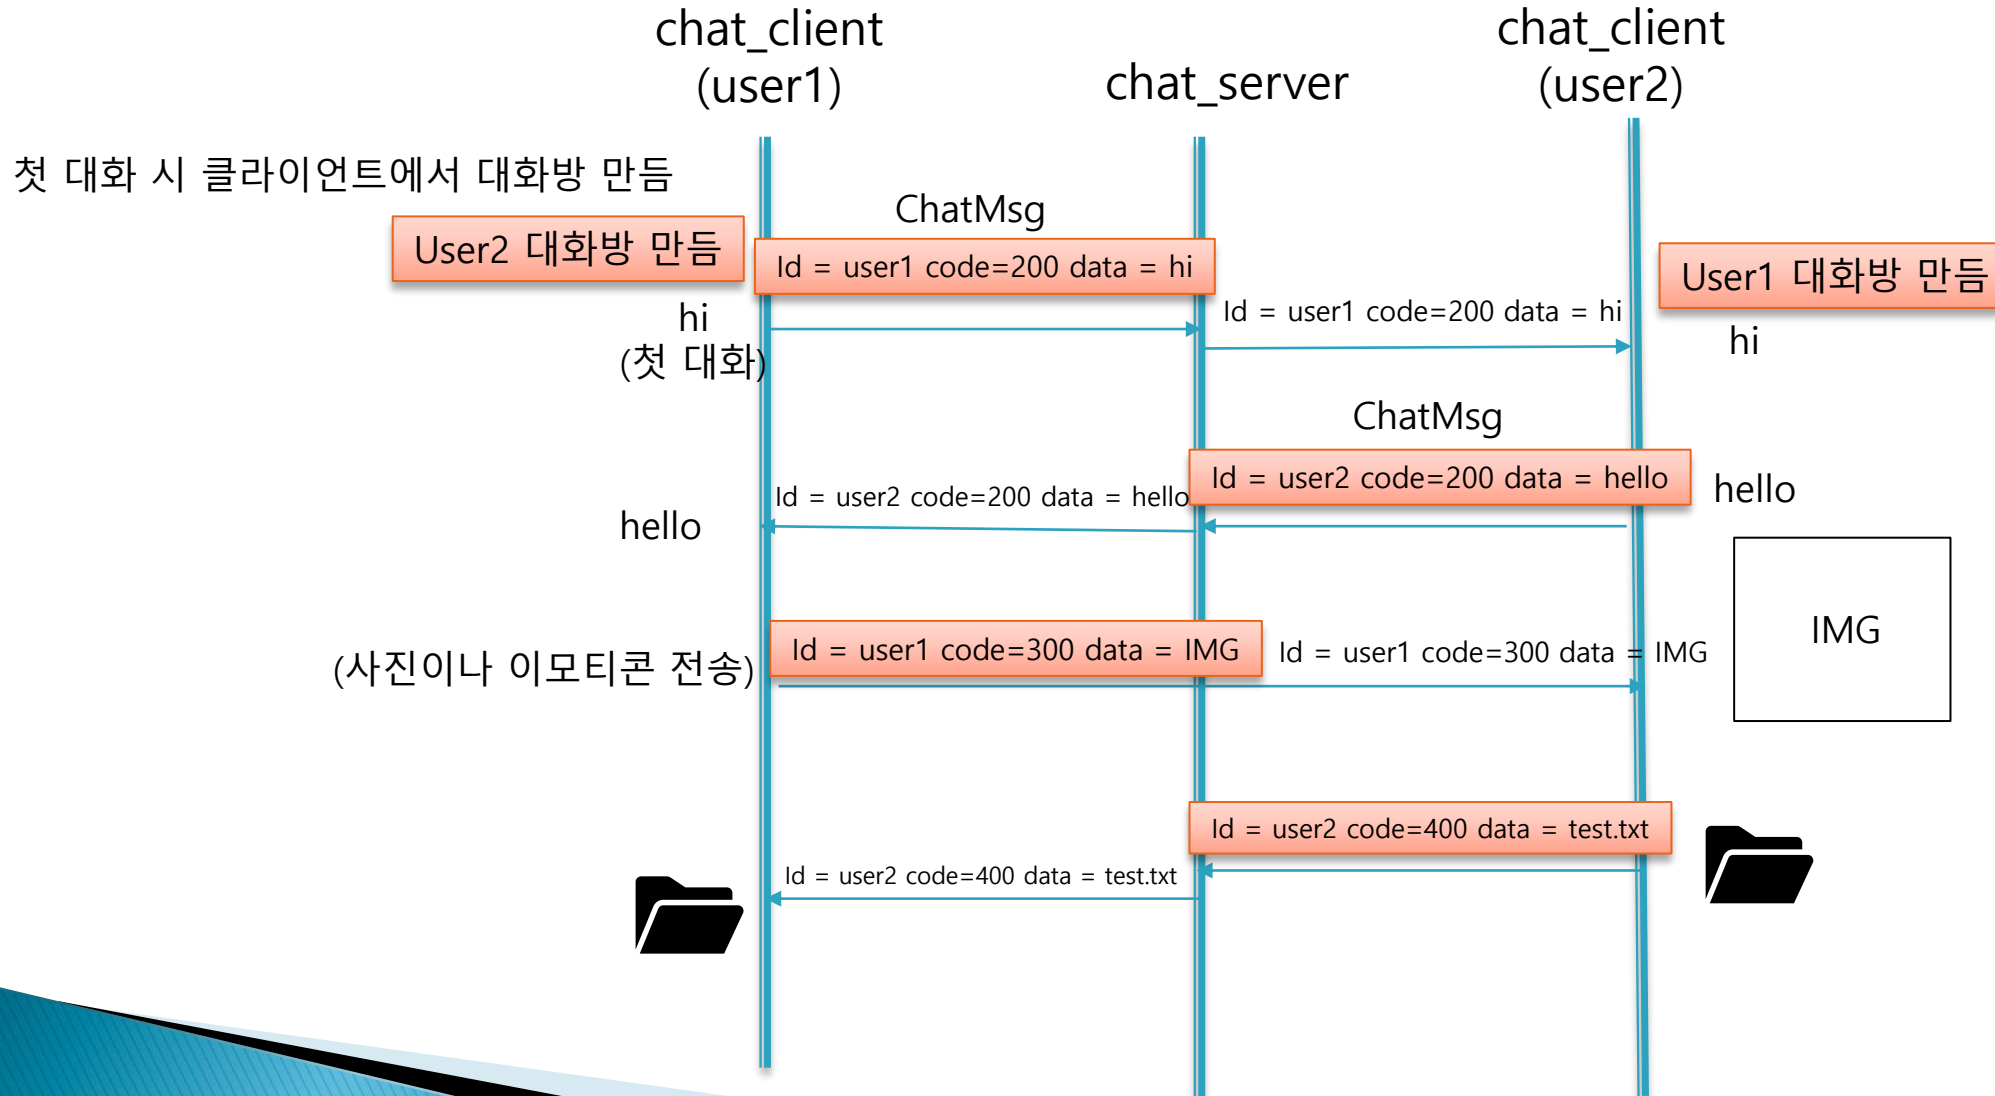 chat_client
(user1)
chat_server
chat_client
(user2)
첫 대화 시 클라이언트에서 대화방 만듬
ChatMsg
User2 대화방 만듬
Id = user1 code=200 data = hi
User1 대화방 만듬
hi
(첫 대화)
Id = user1 code=200 data = hi
hi
ChatMsg
Id = user2 code=200 data = hello
hello
Id = user2 code=200 data = hello
hello
(사진이나 이모티콘 전송)
Id = user1 code=300 data = IMG
Id = user1 code=300 data = IMG
IMG
Id = user2 code=400 data = test.txt
Id = user2 code=400 data = test.txt